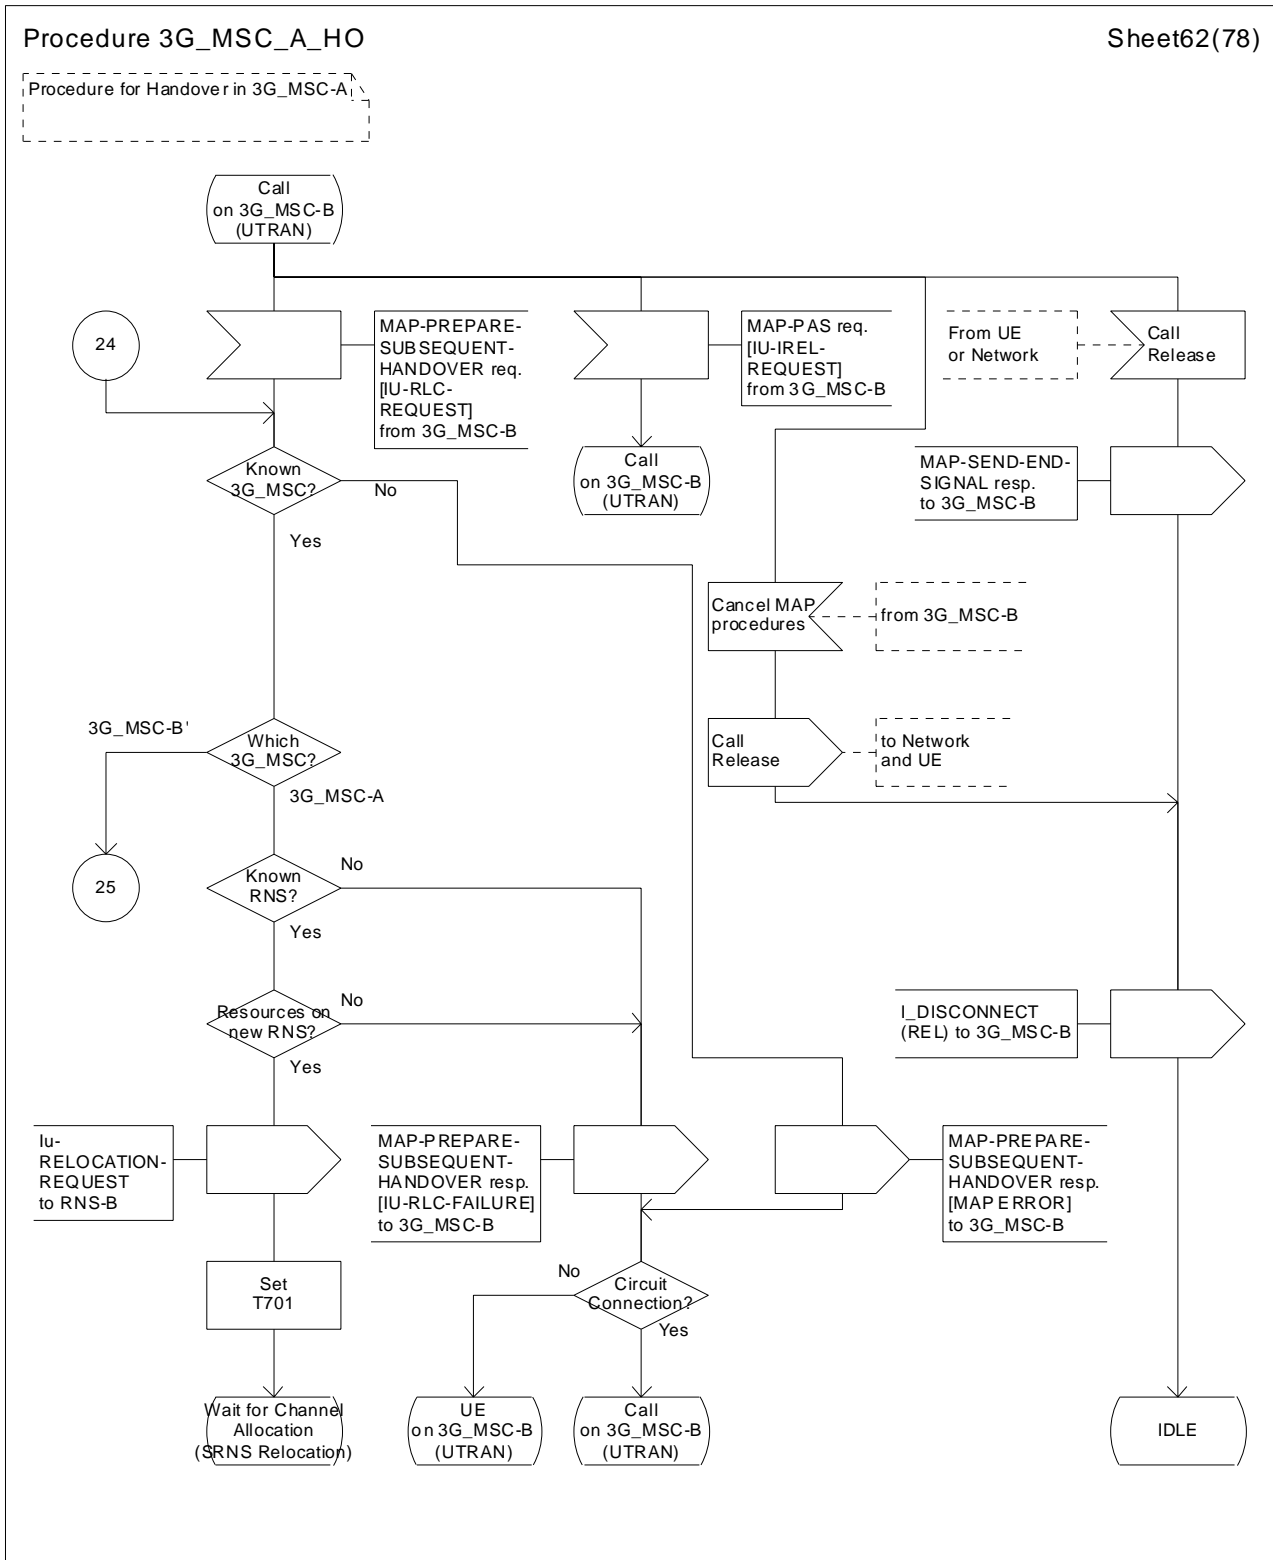 Procedure 3G_MSC_A_HO
Sheet62(78)
Procedure for Handover in 3G_MSC-A
Call
on 3G_MSC-B
(UTRAN)
24
MAP-PREPARE-
SUBSEQUENT-
HANDOVER req.
[IU-RLC-
REQUEST]
from 3G_MSC-B
MAP-PAS req.
[IU-IREL-
REQUEST]
from 3G_MSC-B
From UE
or Network
Call
Release
Known
3G_MSC?
No
Yes
Call
on 3G_MSC-B
(UTRAN)
MAP-SEND-END-
SIGNAL resp.
to 3G_MSC-B
Cancel MAP
procedures
from 3G_MSC-B
3G_MSC-B'
Which
3G_MSC?
3G_MSC-A
Call
Release
to Network
and UE
25
Known
RNS?
No
Yes
Resources on
new RNS?
No
Yes
I_DISCONNECT
(REL) to 3G_MSC-B
Iu-
RELOCATION-
REQUEST
to RNS-B
MAP-PREPARE-
SUBSEQUENT-
HANDOVER resp.
[IU-RLC-FAILURE]
to 3G_MSC-B
MAP-PREPARE-
SUBSEQUENT-
HANDOVER resp.
[MAP ERROR]
to 3G_MSC-B
Set
T701
No
Circuit
Connection?
Yes
Wait for Channel
Allocation
(SRNS Relocation)
UE
on 3G_MSC-B
(UTRAN)
Call
on 3G_MSC-B
(UTRAN)
IDLE